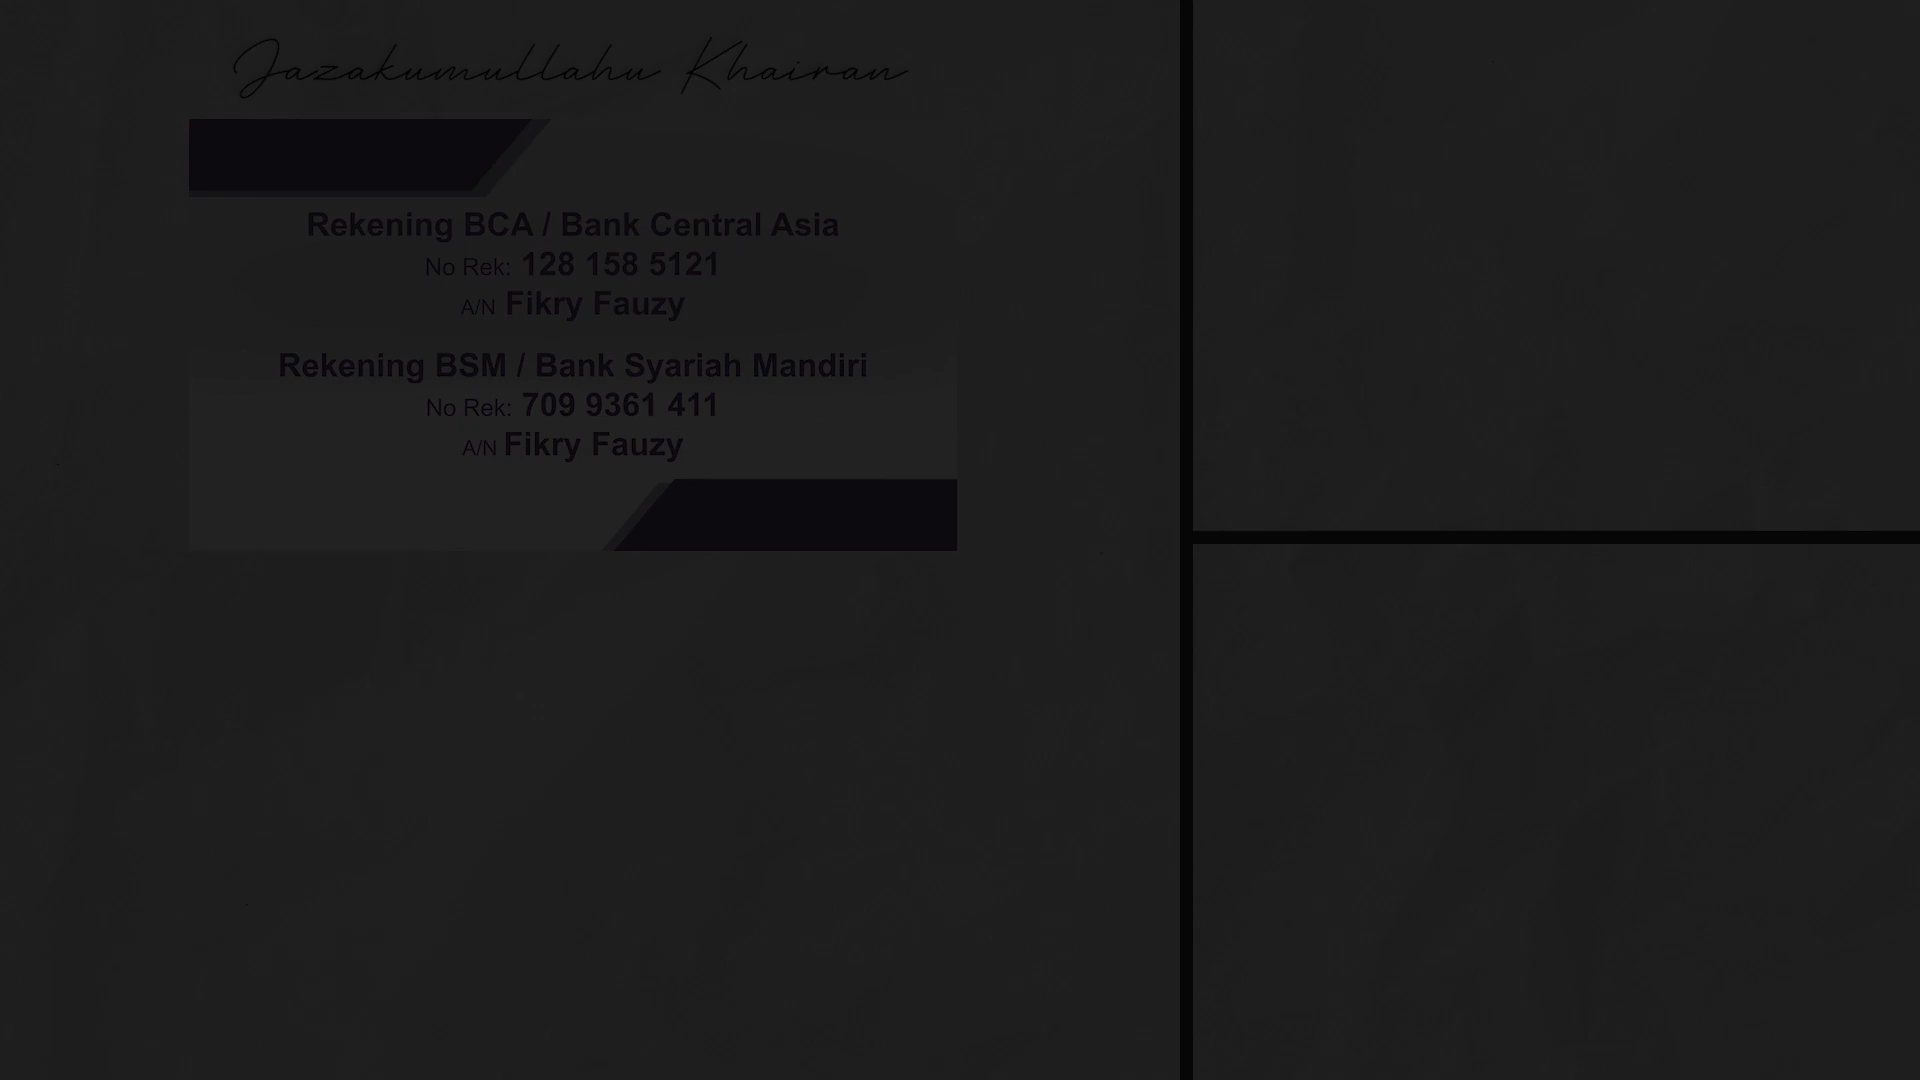 Jazakumullahu Khairan
Rekening BCA / Bank Central Asia
No Rek: 128 158 5121
A/N Fikry Fauzy
Rekening BSM / Bank Syariah Mandiri
No Rek: 709 9361 411
A/N Fikry Fauzy